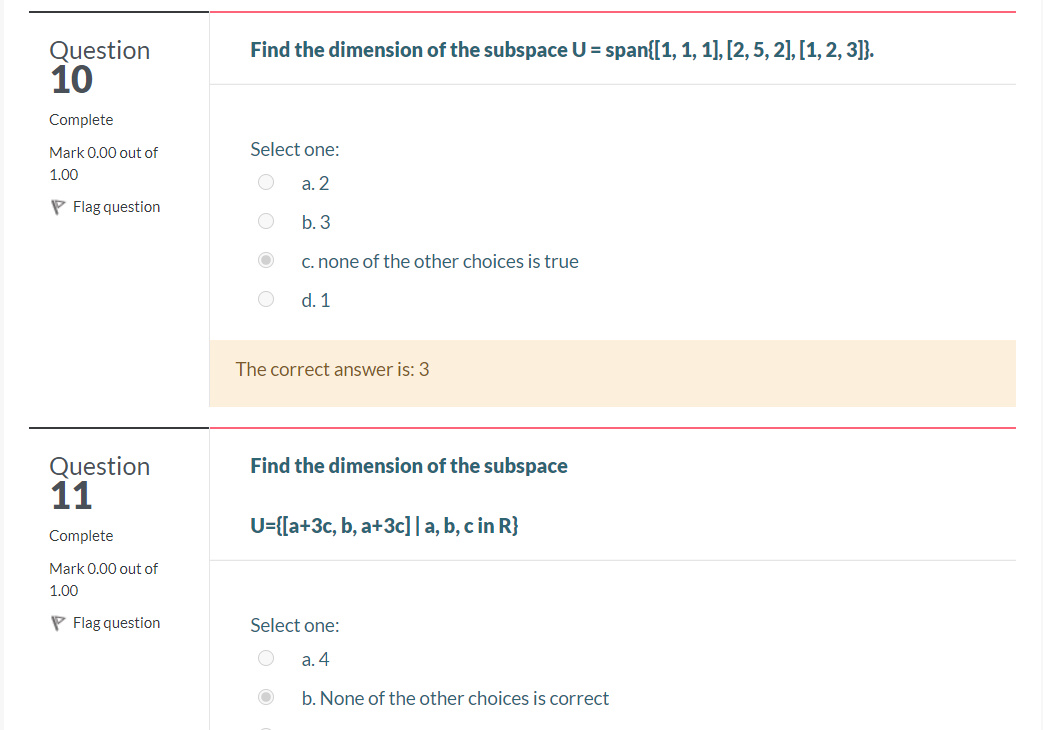 Question
10
Complete
Mark 0.00 out of
1.00
Flag question
Find the dimension of the subspace U = span{[1, 1, 1], [2, 5, 2], [1, 2, 3]}.
Select one:
a. 2
b. 3
c. none of the other choices is true
d. 1
The correct answer is: 3
Question
11
Complete
Mark 0.00 out of
1.00
Flag question
Find the dimension of the subspace
U={[a+3c, b, a+3c] | a, b, c in R}
Select one:
a. 4
b. None of the other choices is correct